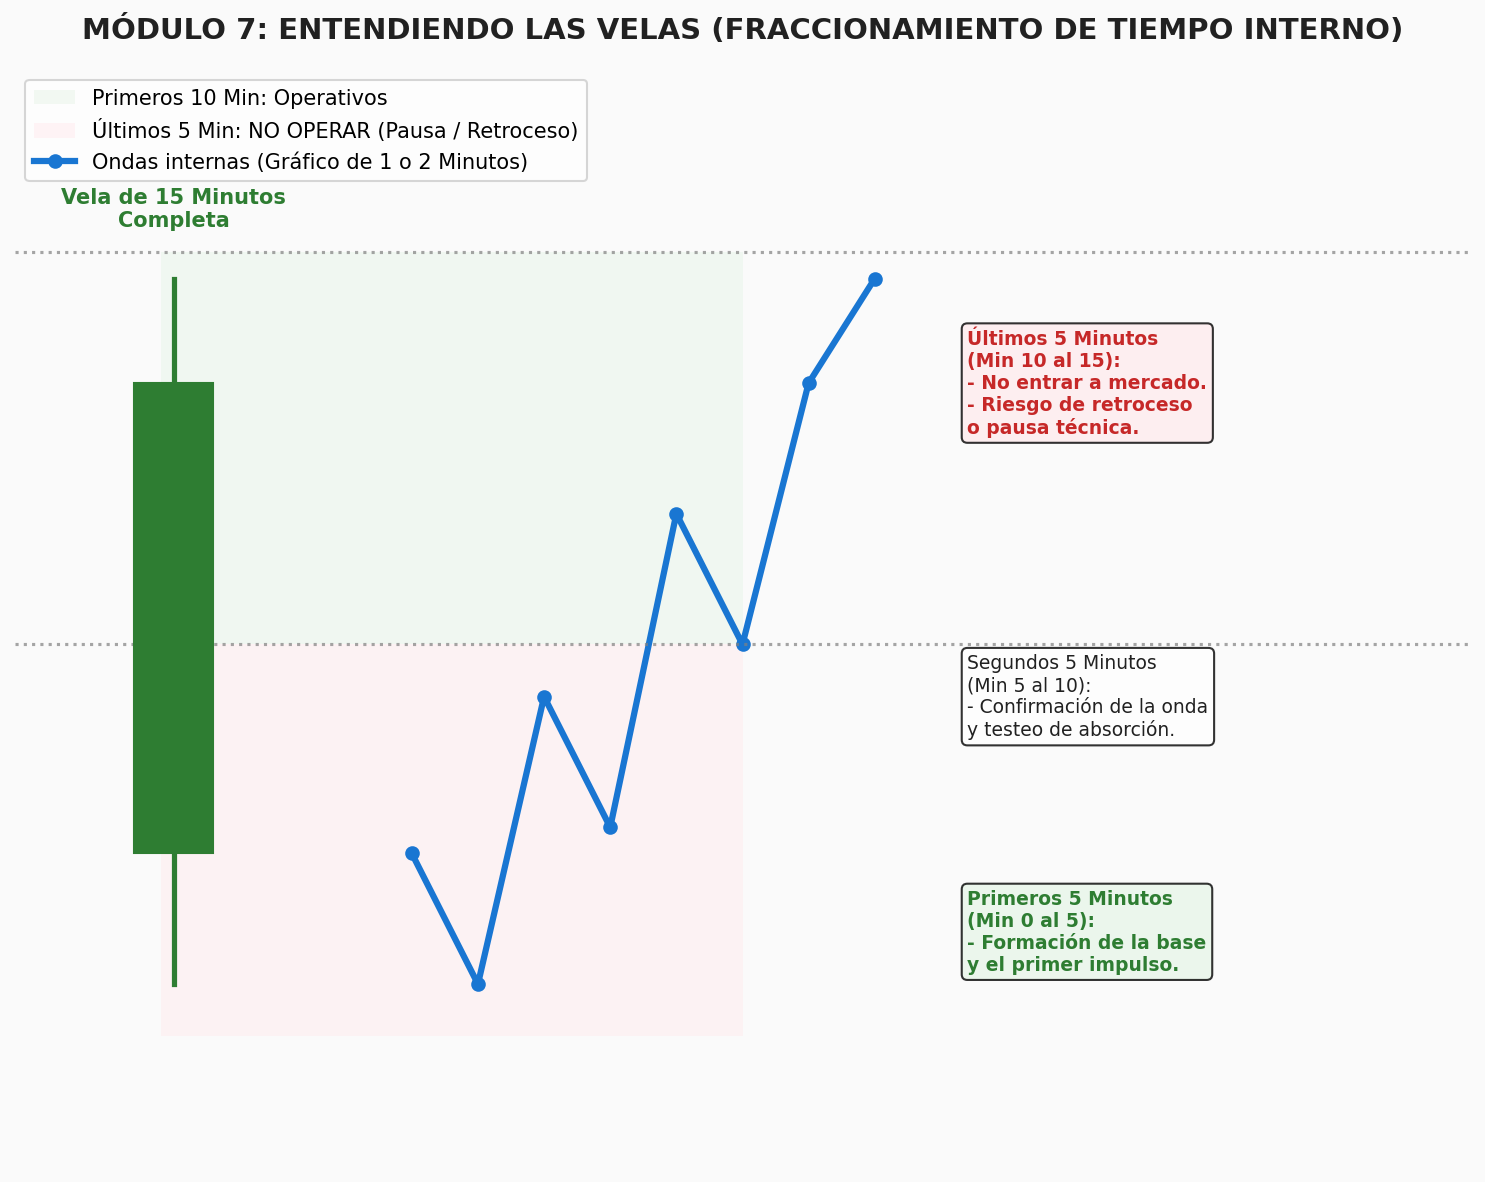 MÓDULO 7: ENTENDIENDO LAS VELAS (FRACCIONAMIENTO DE TIEMPO INTERNO)
Primeros 10 Min: Operativos
Últimos 5 Min: NO OPERAR (Pausa / Retroceso)
Ondas internas (Gráfico de 1 o 2 Minutos)
Vela de 15 Minutos
Completa
Últimos 5 Minutos
(Min 10 al 15):
- No entrar a mercado.
- Riesgo de retroceso
o pausa técnica.
Segundos 5 Minutos
(Min 5 al 10):
- Confirmación de la onda
y testeo de absorción.
Primeros 5 Minutos
(Min 0 al 5):
- Formación de la base
y el primer impulso.